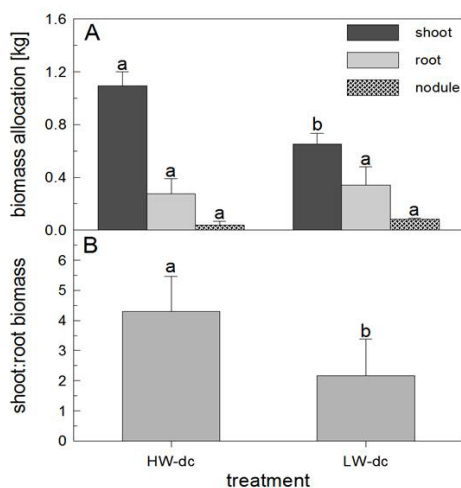 A
biomass allocation [kg]
1.6
1.2
0.8
0.4
0.0
shoot
root
nodule
a
a
a
b
a
a
B
shoot:root biomass
6
5
4
3
2
1
0
a
b
HW-dc
LW-dc
treatment